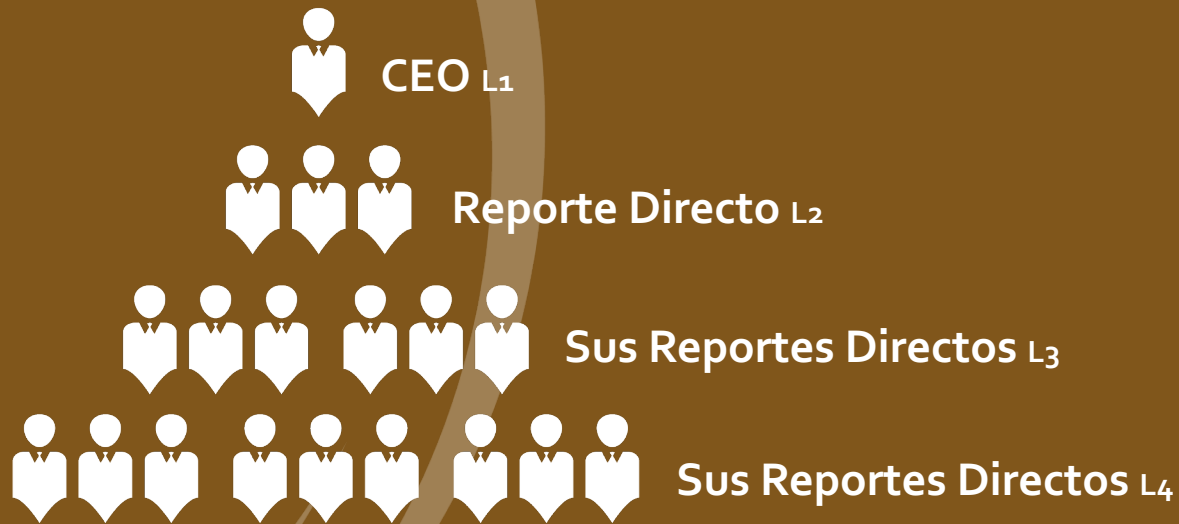 CEO L1
Reporte Directo L2
Sus Reportes Directos L3
Sus Reportes Directos L4